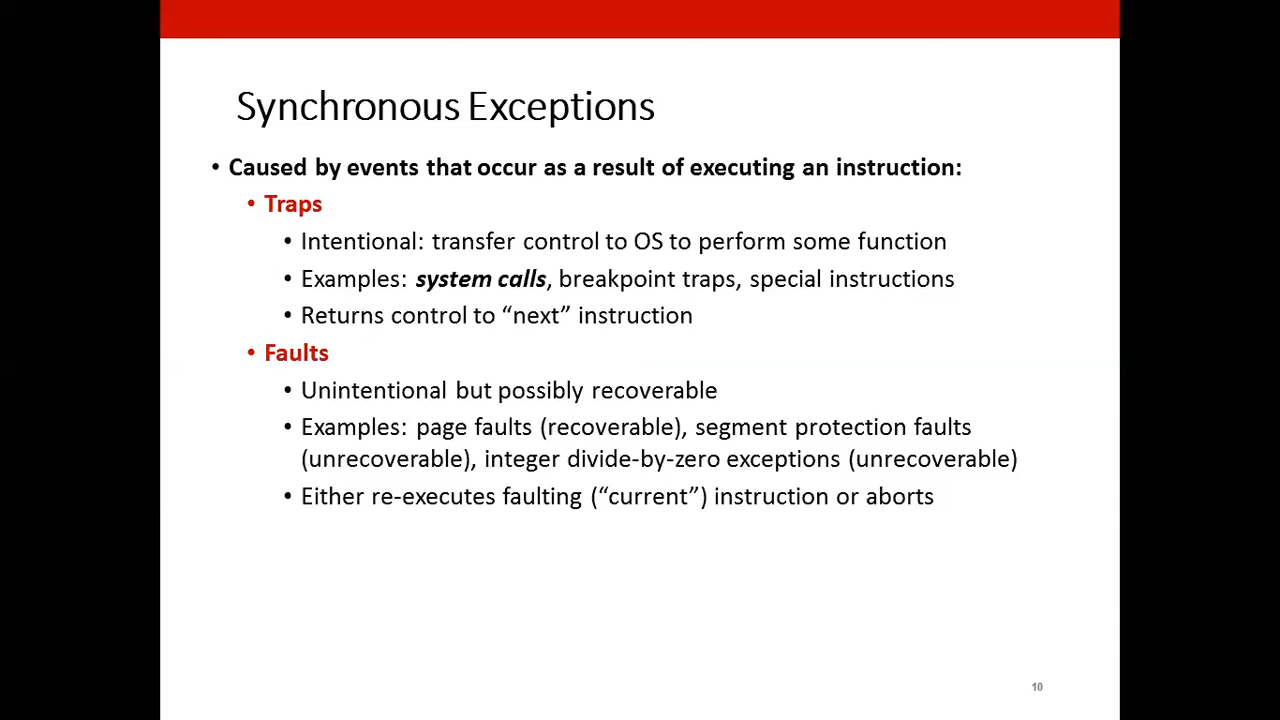 Synchronous Exceptions
• Caused by events that occur as a result of executing an instruction:
• Traps
• Intentional: transfer control to OS to perform some function
• Examples: system calls, breakpoint traps, special instructions
• Returns control to “next” instruction
• Faults
• Unintentional but possibly recoverable
• Examples: page faults (recoverable), segment protection faults
(unrecoverable), integer divide-by-zero exceptions (unrecoverable)
• Either re-executes faulting (“current”) instruction or aborts
10